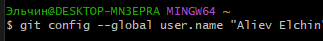 Эльчин@DESKTOP-MN3EPRA MINGW64 ~
$ git config --global user.name "Aliev Elchin